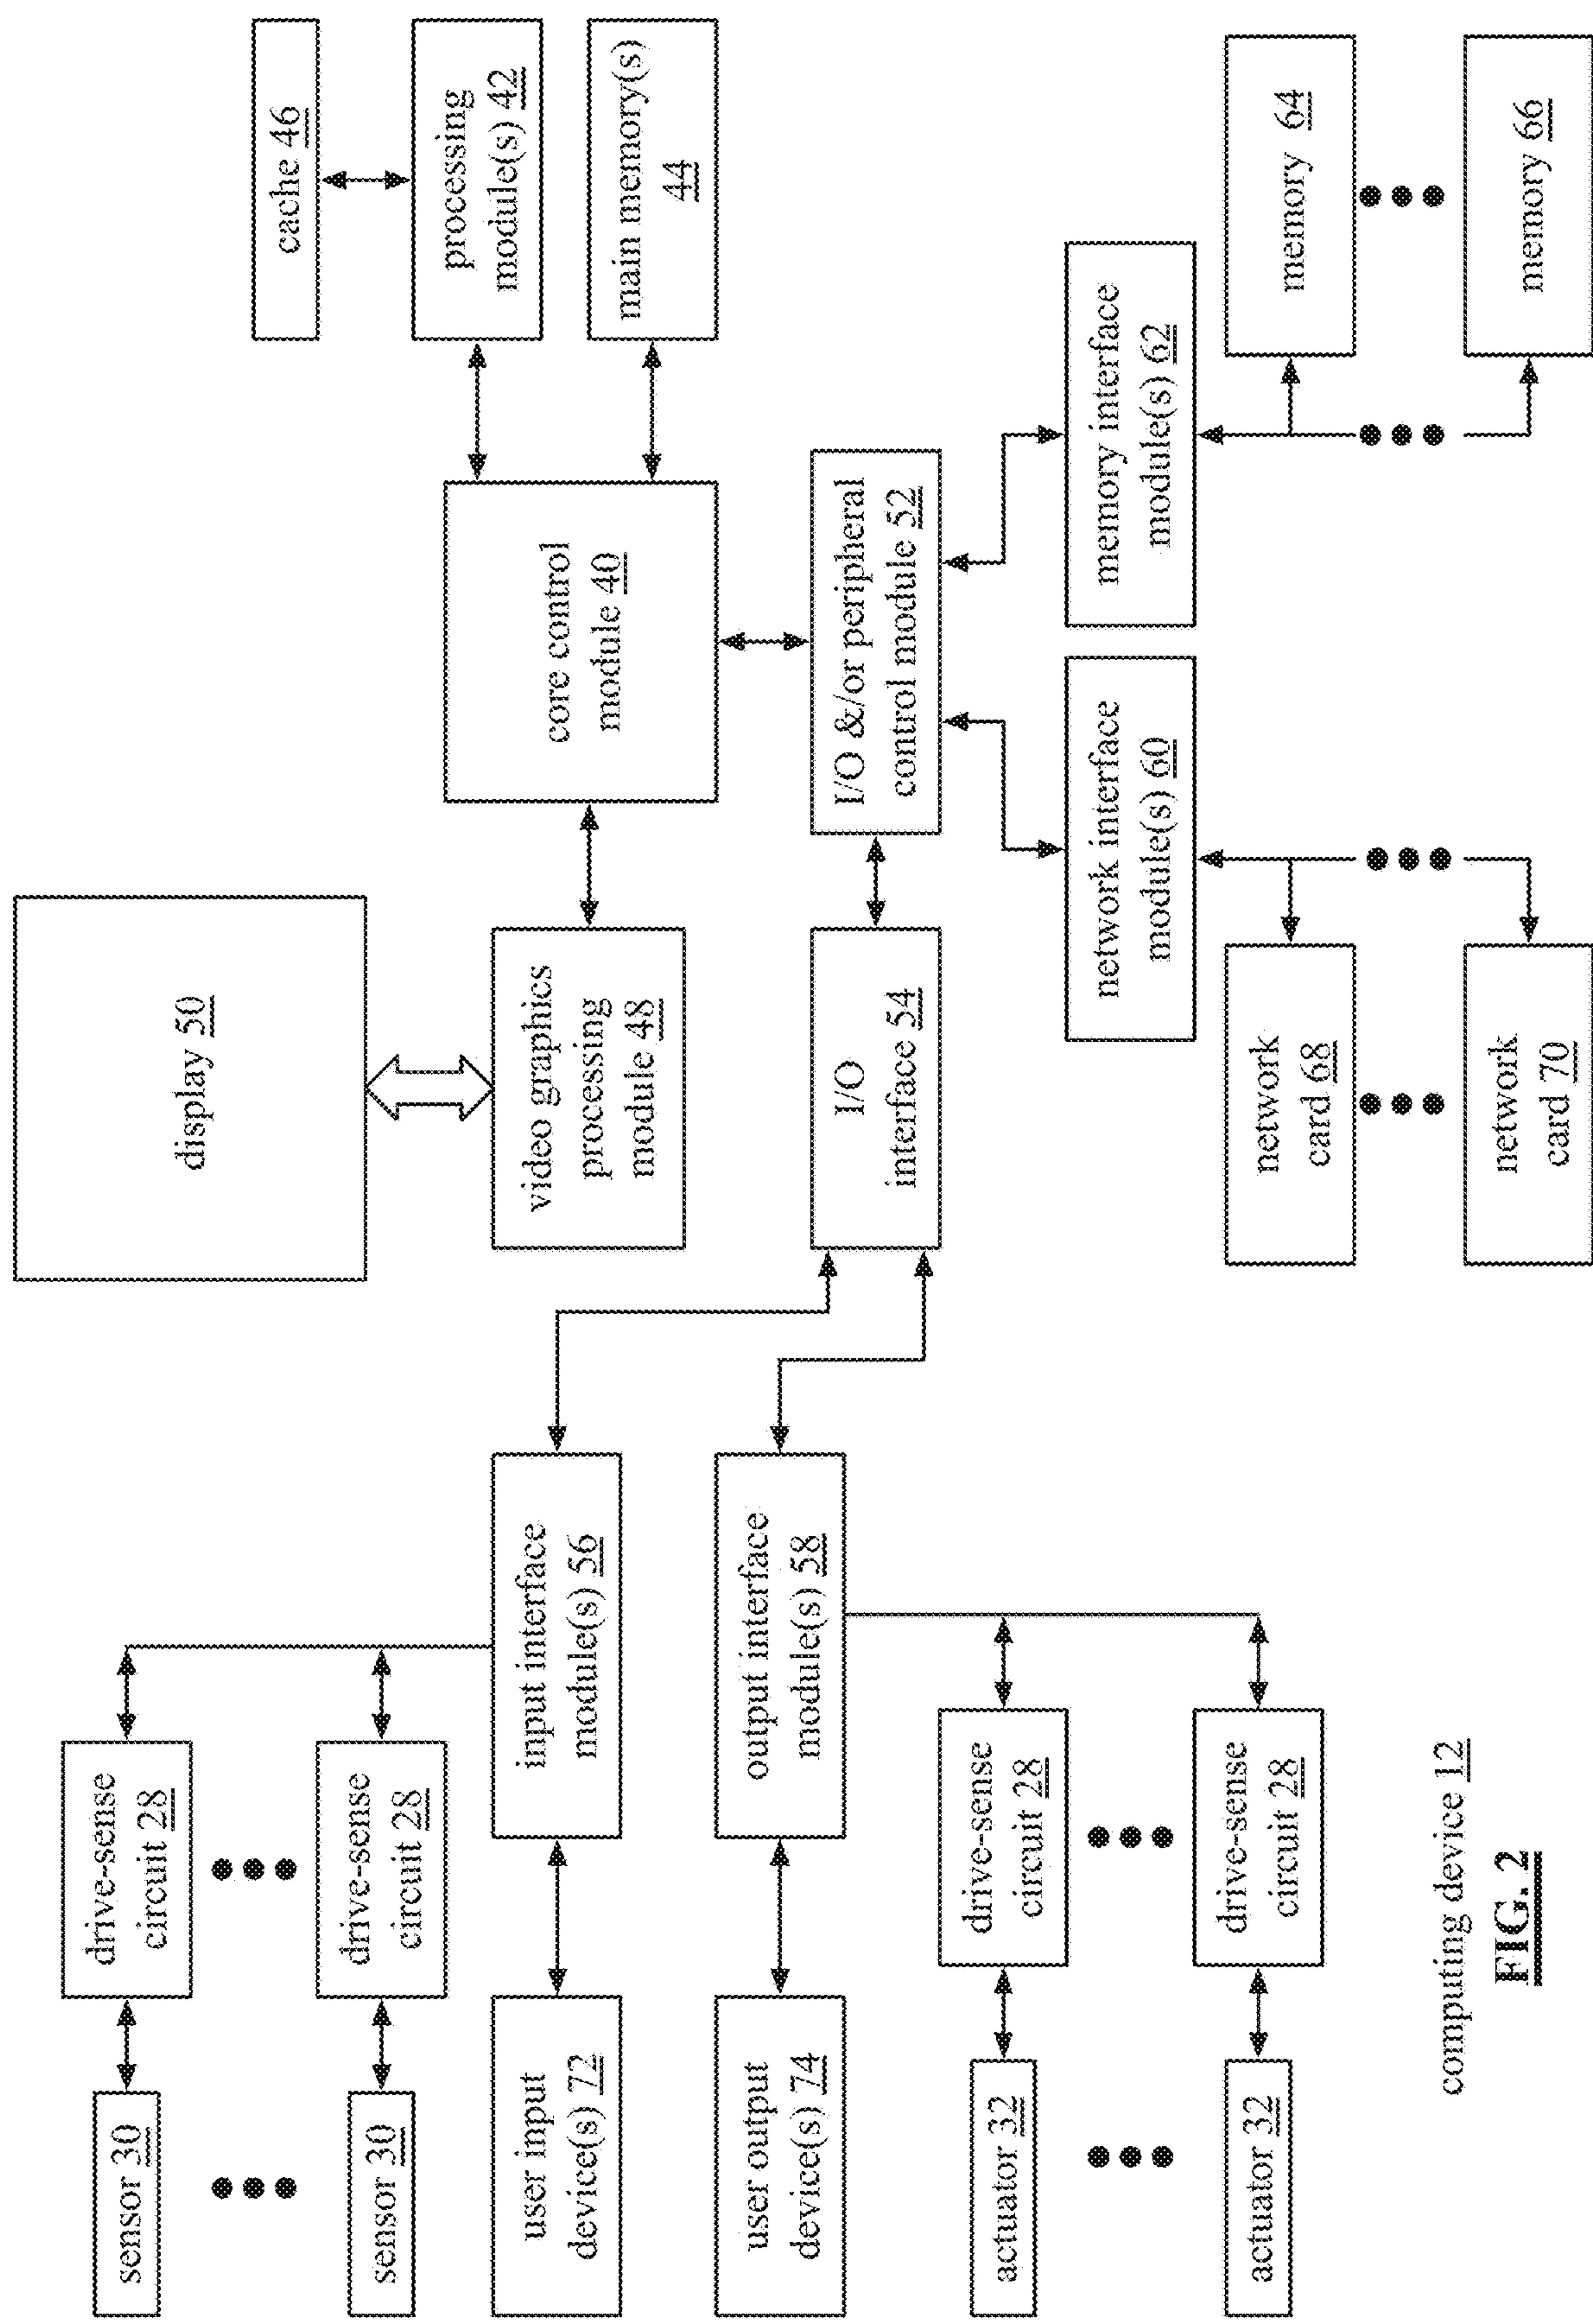 display 50
cache 46
processing
module(s) 42
main memory(s)
44
core control
module 40
video graphics
processing
module 48
I/O
interface 54
I/O &/or peripheral
control module 52
network interface
module(s) 60
memory interface
module(s) 62
memory 64
memory 66
network
card 68
network
card 70
sensor 30
drive-sense
circuit 28
sensor 30
drive-sense
circuit 28
user input
device(s) 72
input interface
module(s) 56
user output
device(s) 74
output interface
module(s) 58
actuator 32
drive-sense
circuit 28
actuator 32
drive-sense
circuit 28
computing device 12
FIG. 2